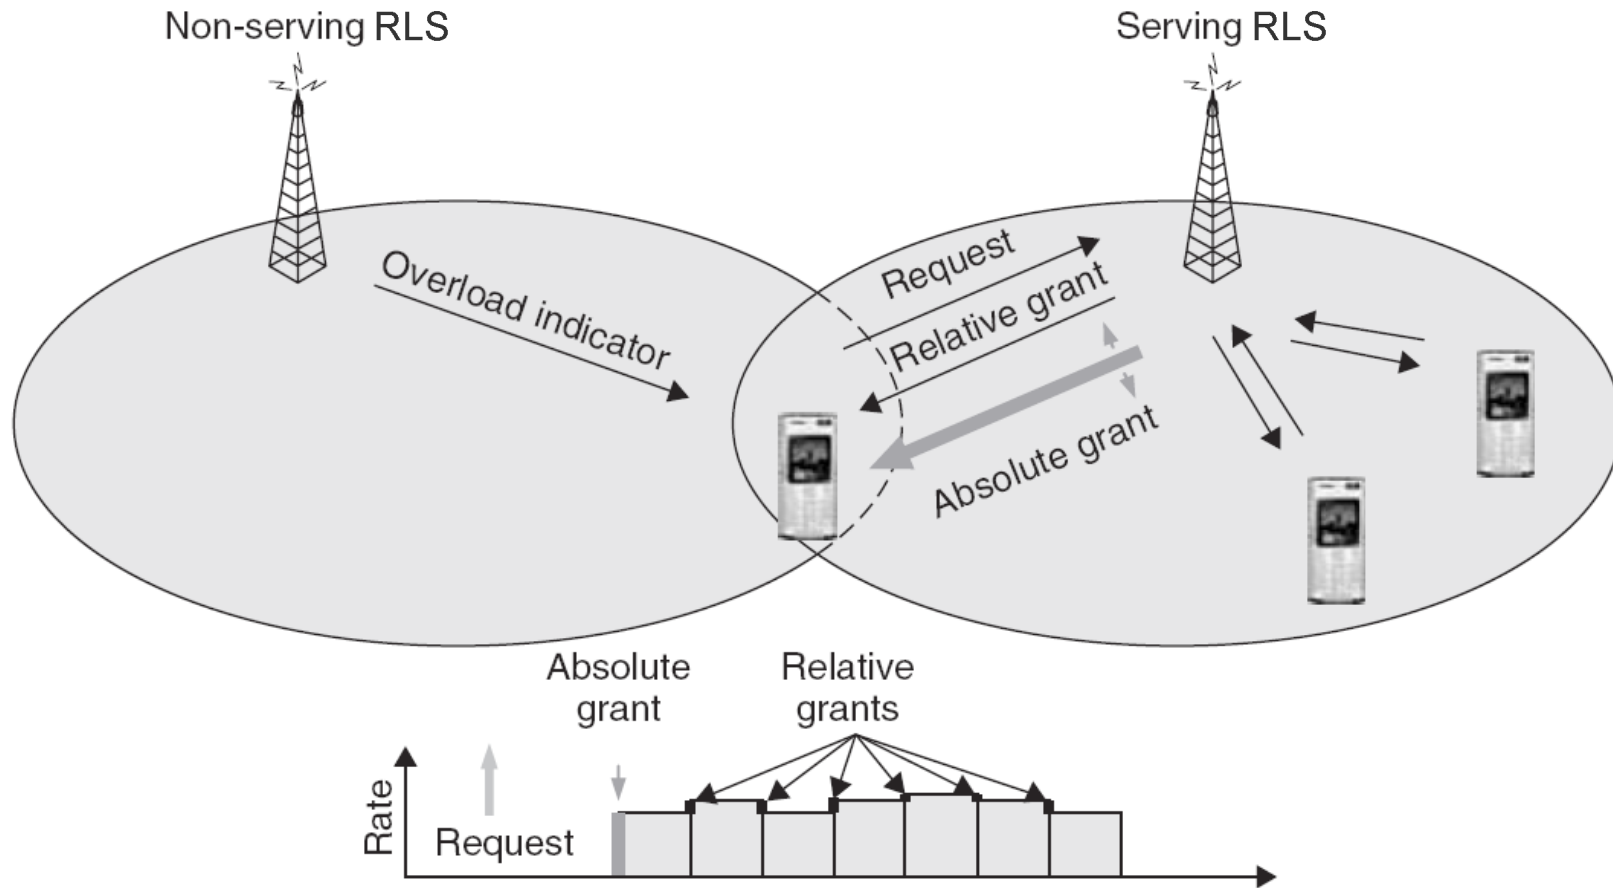 Non-serving RLS
Serving RLS
Overload indicator
Request
Relative grant
Absolute grant
Absolute
grant
Relative
grants
Rate
Request